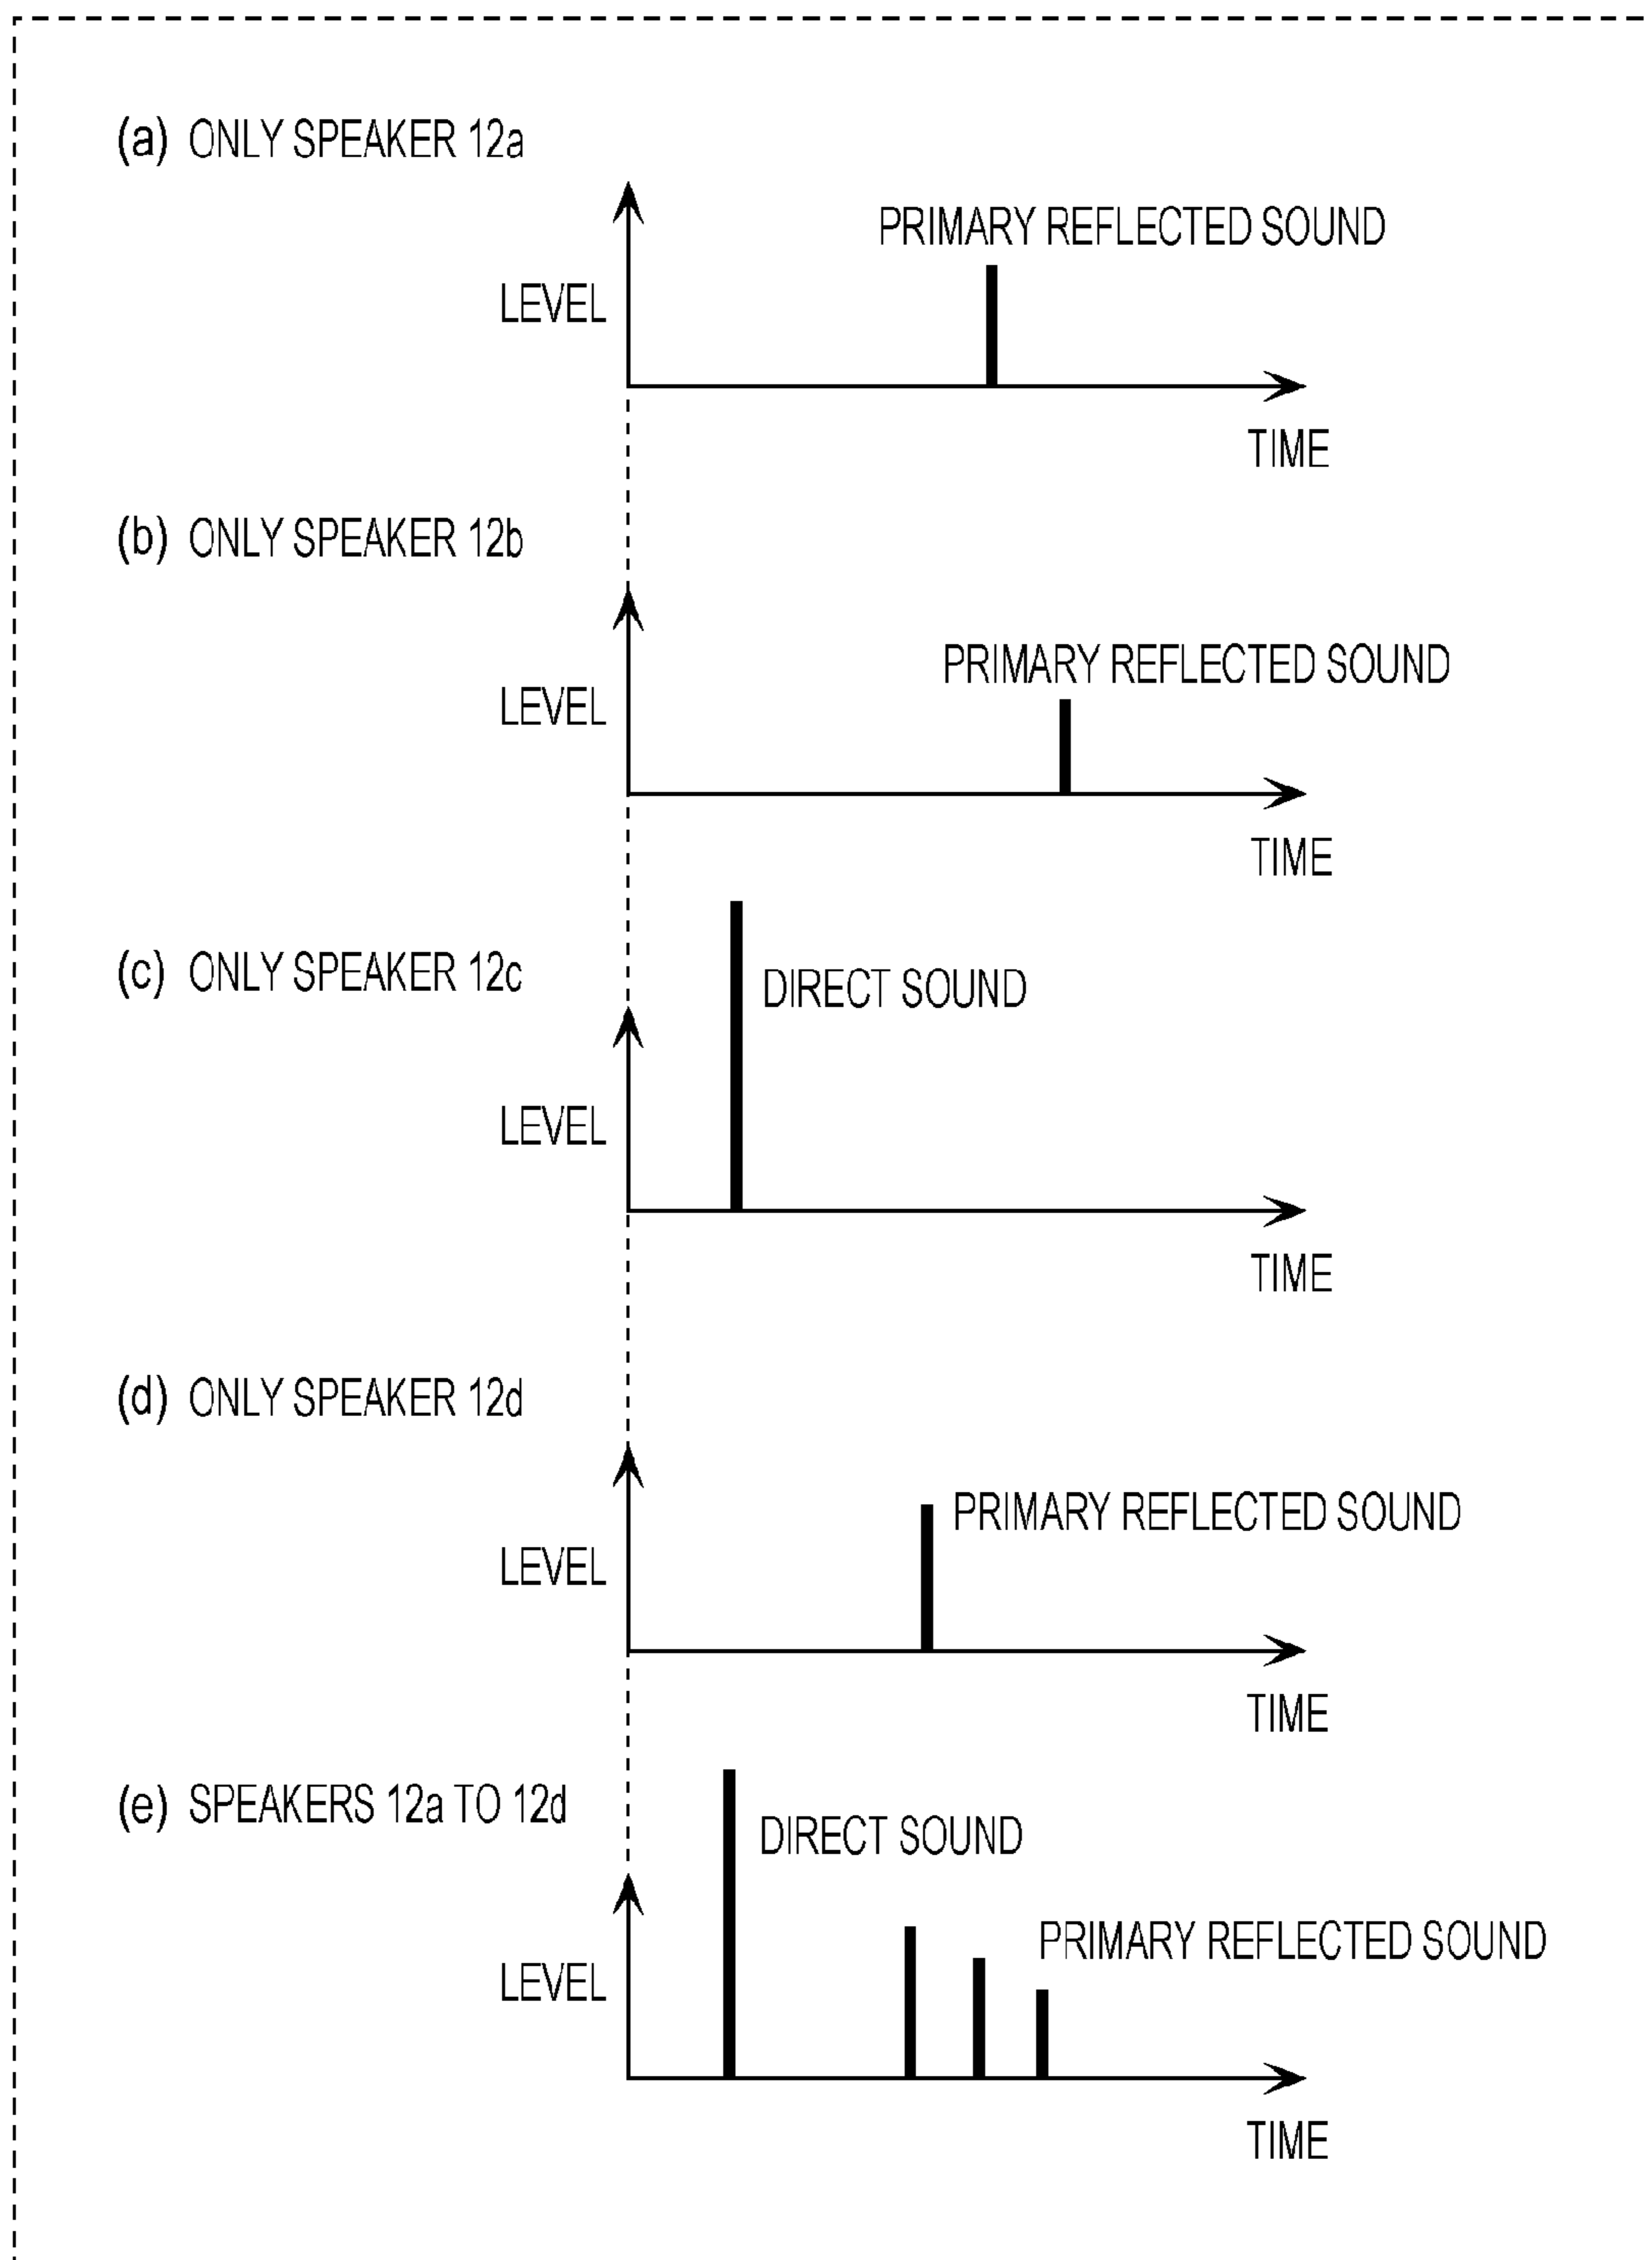 (a) ONLY SPEAKER 12a
PRIMARY REFLECTED SOUND
LEVEL
TIME
(b) ONLY SPEAKER 12b
PRIMARY REFLECTED SOUND
LEVEL
TIME
(c) ONLY SPEAKER 12c
DIRECT SOUND
LEVEL
TIME
(d) ONLY SPEAKER 12d
PRIMARY REFLECTED SOUND
LEVEL
TIME
(e) SPEAKERS 12a TO 12d
DIRECT SOUND
PRIMARY REFLECTED SOUND
LEVEL
TIME